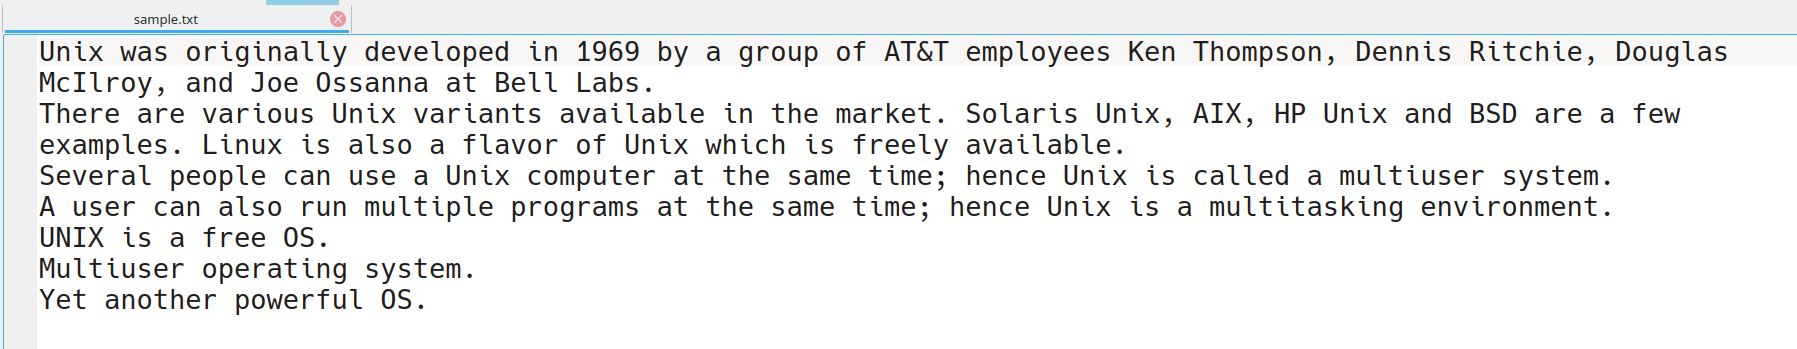 sample.txt
Unix was originally developed in 1969 by a group of AT&T employees Ken Thompson, Dennis Ritchie, Douglas
McIlroy, and Joe Ossanna at Bell Labs.
There are various Unix variants available in the market. Solaris Unix, AIX, HP Unix and BSD are a few
examples. Linux is also a flavor of Unix which is freely available.
Several people can use a Unix computer at the same time; hence Unix is called a multiuser system.
A user can also run multiple programs at the same time; hence Unix is a multitasking environment.
UNIX is a free OS.
Multiuser operating system.
Yet another powerful OS.